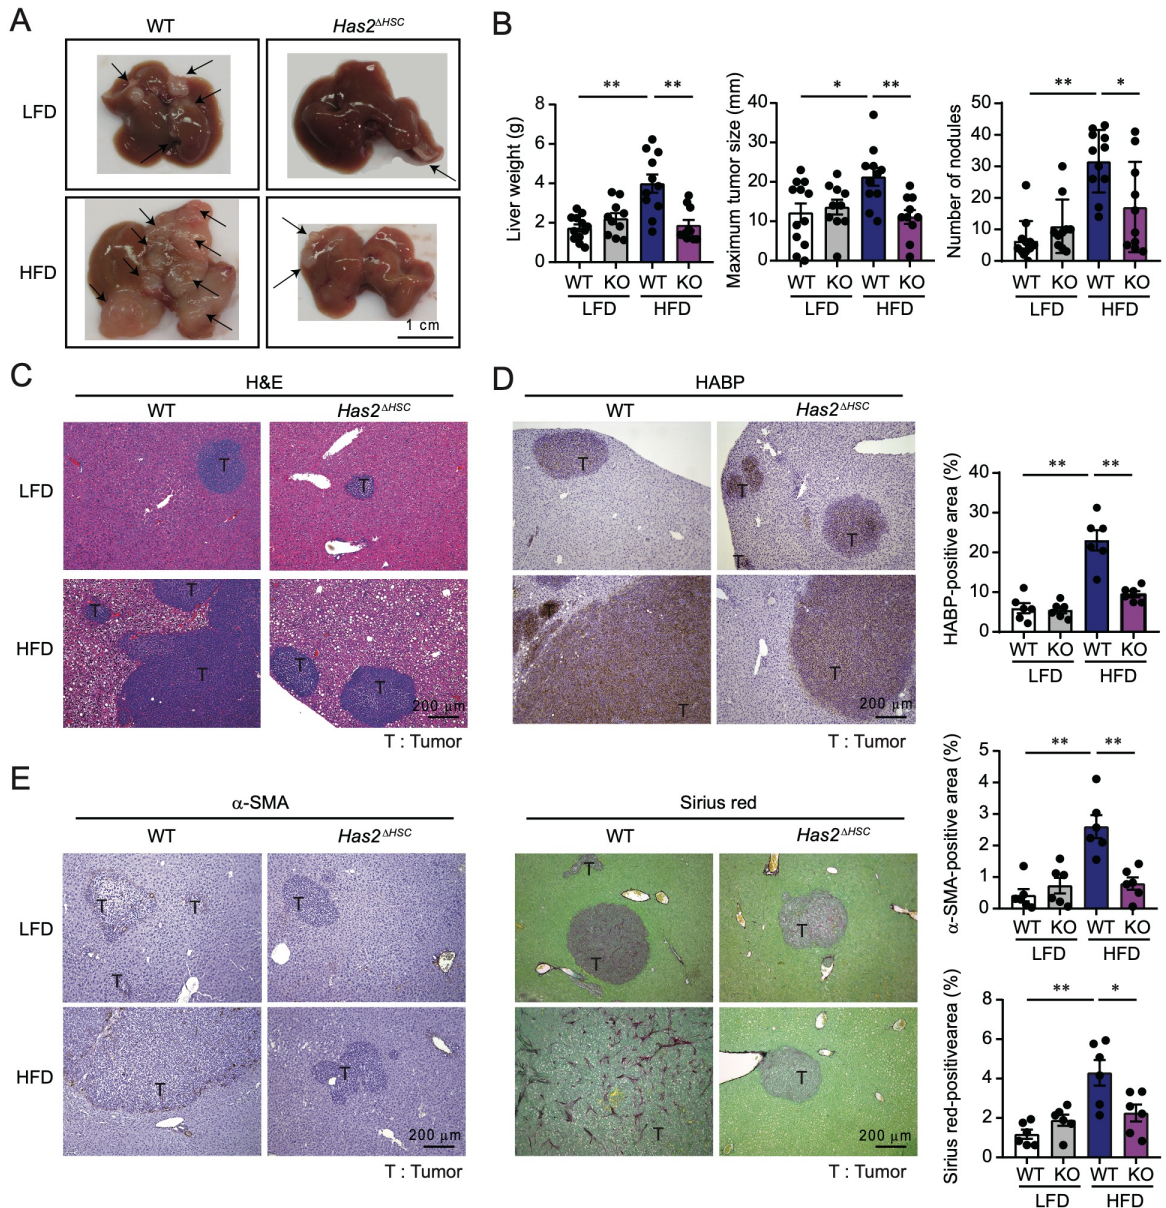 A
WT
Has2ΔHSC
LFD
HFD
1 cm
B
** **
Liver weight (g)
8
6
4
2
0
WT KO WT KO
LFD HFD
* **
Maximum tumor size (mm)
40
30
20
10
0
WT KO WT KO
LFD HFD
** *
Number of nodules
50
40
30
20
10
0
WT KO WT KO
LFD HFD
C
H&E
WT
Has2ΔHSC
LFD
T
T
HFD
T
T
T
T
T
200 μm
T : Tumor
D
HABP
WT
Has2ΔHSC
T
T
T
T
T
T
T
200 μm
T : Tumor
** **
HABP-positive area (%)
40
30
20
10
0
WT KO WT KO
LFD HFD
E
α-SMA
WT
Has2ΔHSC
LFD
T
T
T
T
HFD
T
T
200 μm
T : Tumor
Sirius red
WT
Has2ΔHSC
T
T
T
T
T
200 μm
T : Tumor
** **
α-SMA-positive area (%)
5
4
3
2
1
0
WT KO WT KO
LFD HFD
** *
Sirius red-positivearea (%)
8
6
4
2
0
WT KO WT KO
LFD HFD